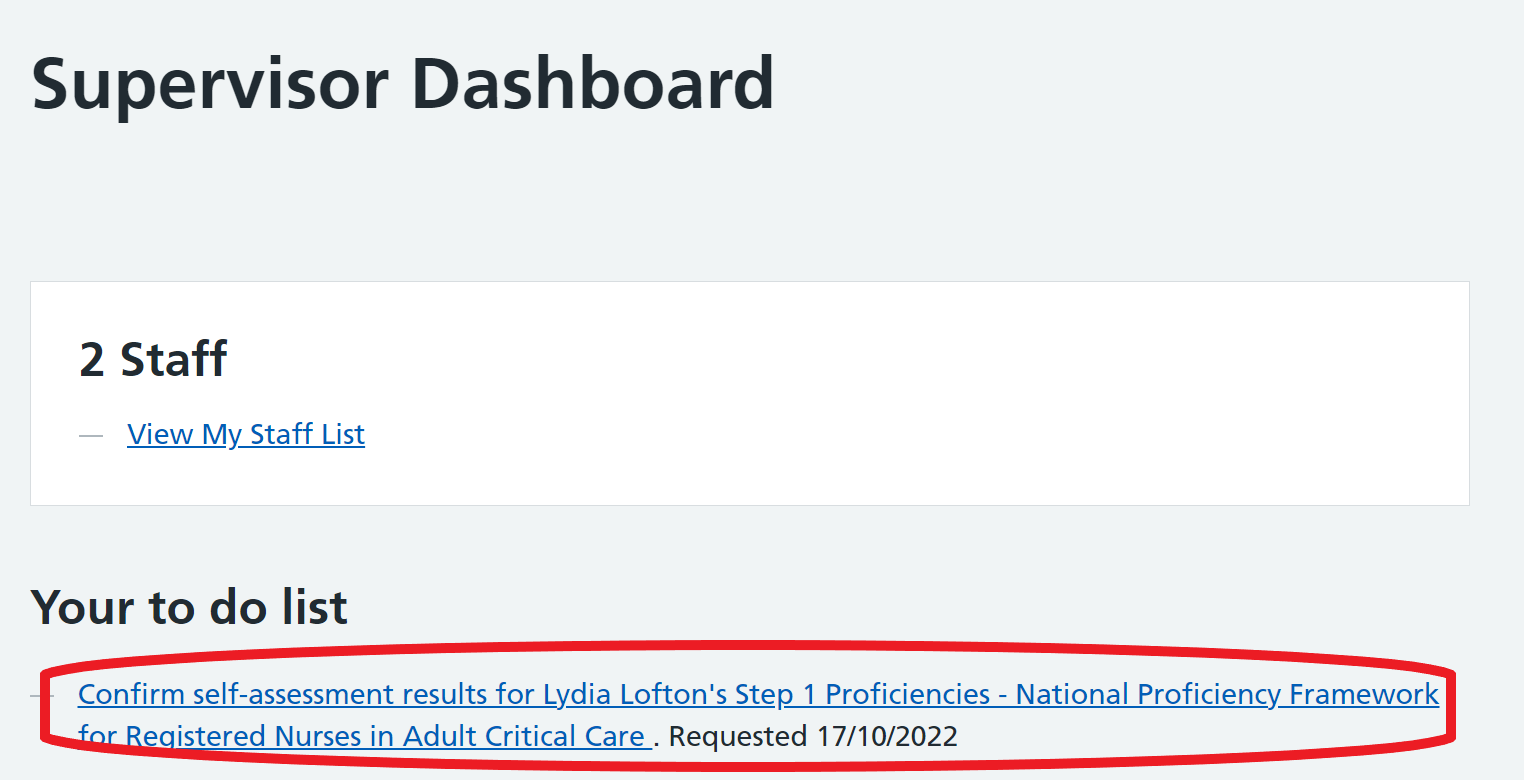 Supervisor Dashboard
2 Staff
View My Staff List
Your to do list
Confirm self-assessment results for Lydia Lofton's Step 1 Proficiencies - National Proficiency Framework
for Registered Nurses in Adult Critical Care . Requested 17/10/2022